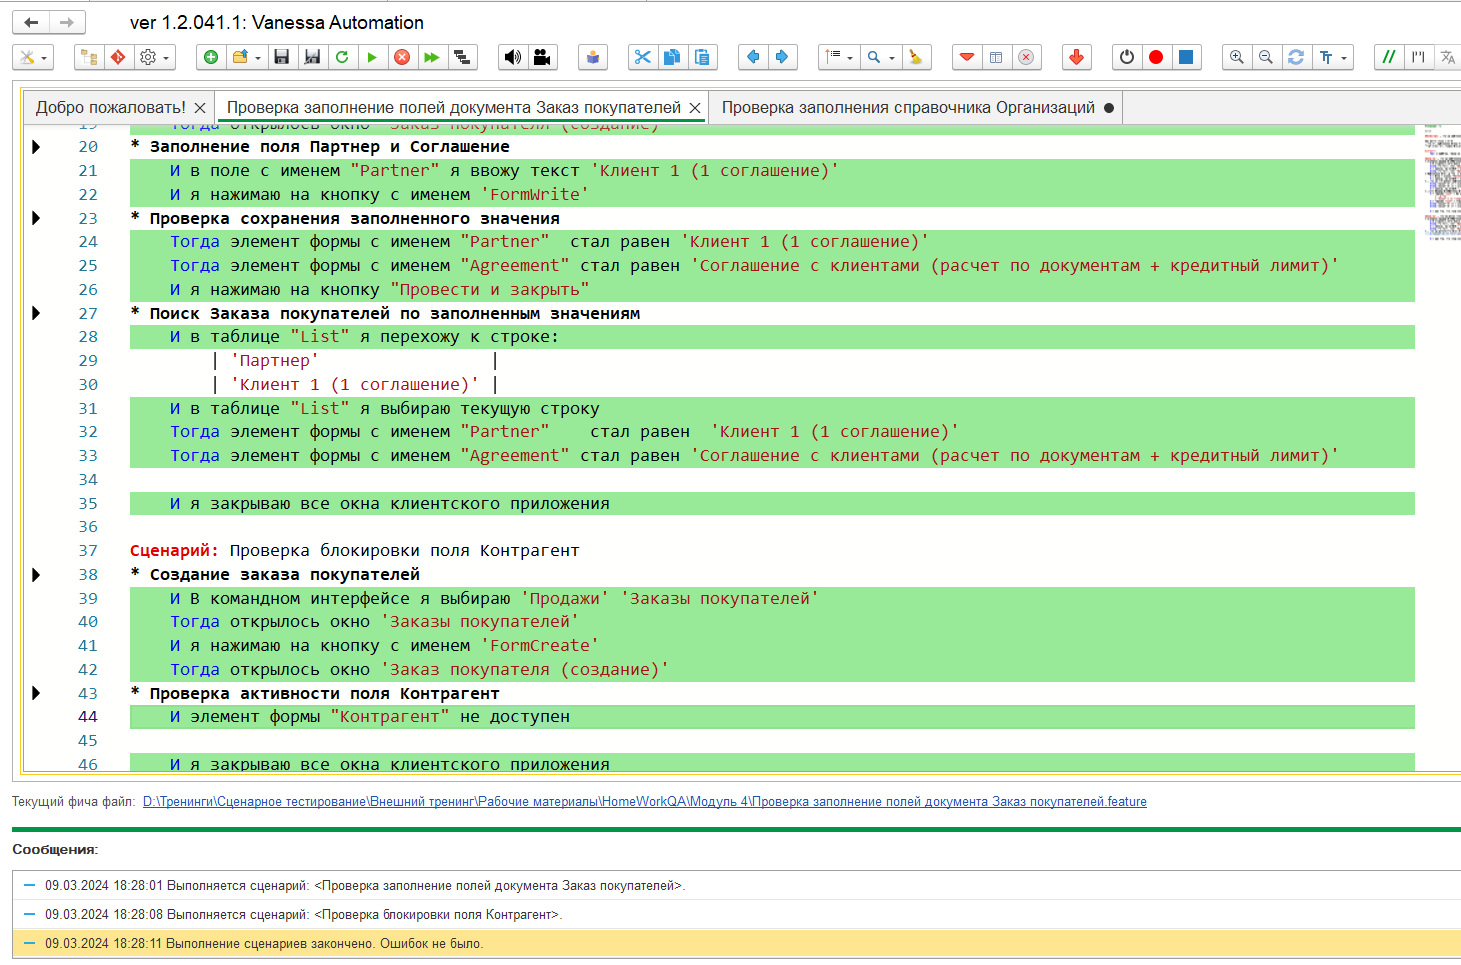 ver 1.2.041.1: Vanessa Automation
Добро пожаловать!
Проверка заполнение полей документа Заказ покупателей
Проверка заполнения справочника Организаций
19 Тогда открылось окно 'Заказ покупателя (создание)'
20 * Заполнение поля Партнер и Соглашение
21 И в поле с именем "Partner" я ввожу текст 'Клиент 1 (1 соглашение)'
22 И я нажимаю на кнопку с именем 'FormWrite'
23 * Проверка сохранения заполненного значения
24 Тогда элемент формы с именем "Partner"  стал равен 'Клиент 1 (1 соглашение)'
25 Тогда элемент формы с именем "Agreement" стал равен 'Соглашение с клиентами (расчет по документам + кредитный лимит)'
26 И я нажимаю на кнопку "Провести и закрыть"
27 * Поиск Заказа покупателей по заполненным значениям
28 И в таблице "List" я перехожу к строке:
29 | 'Партнер' |
30 | 'Клиент 1 (1 соглашение)' |
31 И в таблице "List" я выбираю текущую строку
32 Тогда элемент формы с именем "Partner"    стал равен  'Клиент 1 (1 соглашение)'
33 Тогда элемент формы с именем "Agreement" стал равен 'Соглашение с клиентами (расчет по документам + кредитный лимит)'
34
35 И я закрываю все окна клиентского приложения
36
37 Сценарий: Проверка блокировки поля Контрагент
38 * Создание заказа покупателей
39 И В командном интерфейсе я выбираю 'Продажи' 'Заказы покупателей'
40 Тогда открылось окно 'Заказы покупателей'
41 И я нажимаю на кнопку с именем 'FormCreate'
42 Тогда открылось окно 'Заказ покупателя (создание)'
43 * Проверка активности поля Контрагент
44 И элемент формы "Контрагент" не доступен
45
46 И я закрываю все окна клиентского приложения
Текущий фича файл: D:\Тренинги\Сценарное тестирование\Внешний тренинг\Рабочие материалы\HomeWorkQA\Модуль 4\Проверка заполнение полей документа Заказ покупателей.feature
Сообщения:
09.03.2024 18:28:01 Выполняется сценарий: <Проверка заполнение полей документа Заказ покупателей>.
09.03.2024 18:28:08 Выполняется сценарий: <Проверка блокировки поля Контрагент>.
09.03.2024 18:28:11 Выполнение сценариев закончено. Ошибок не было.